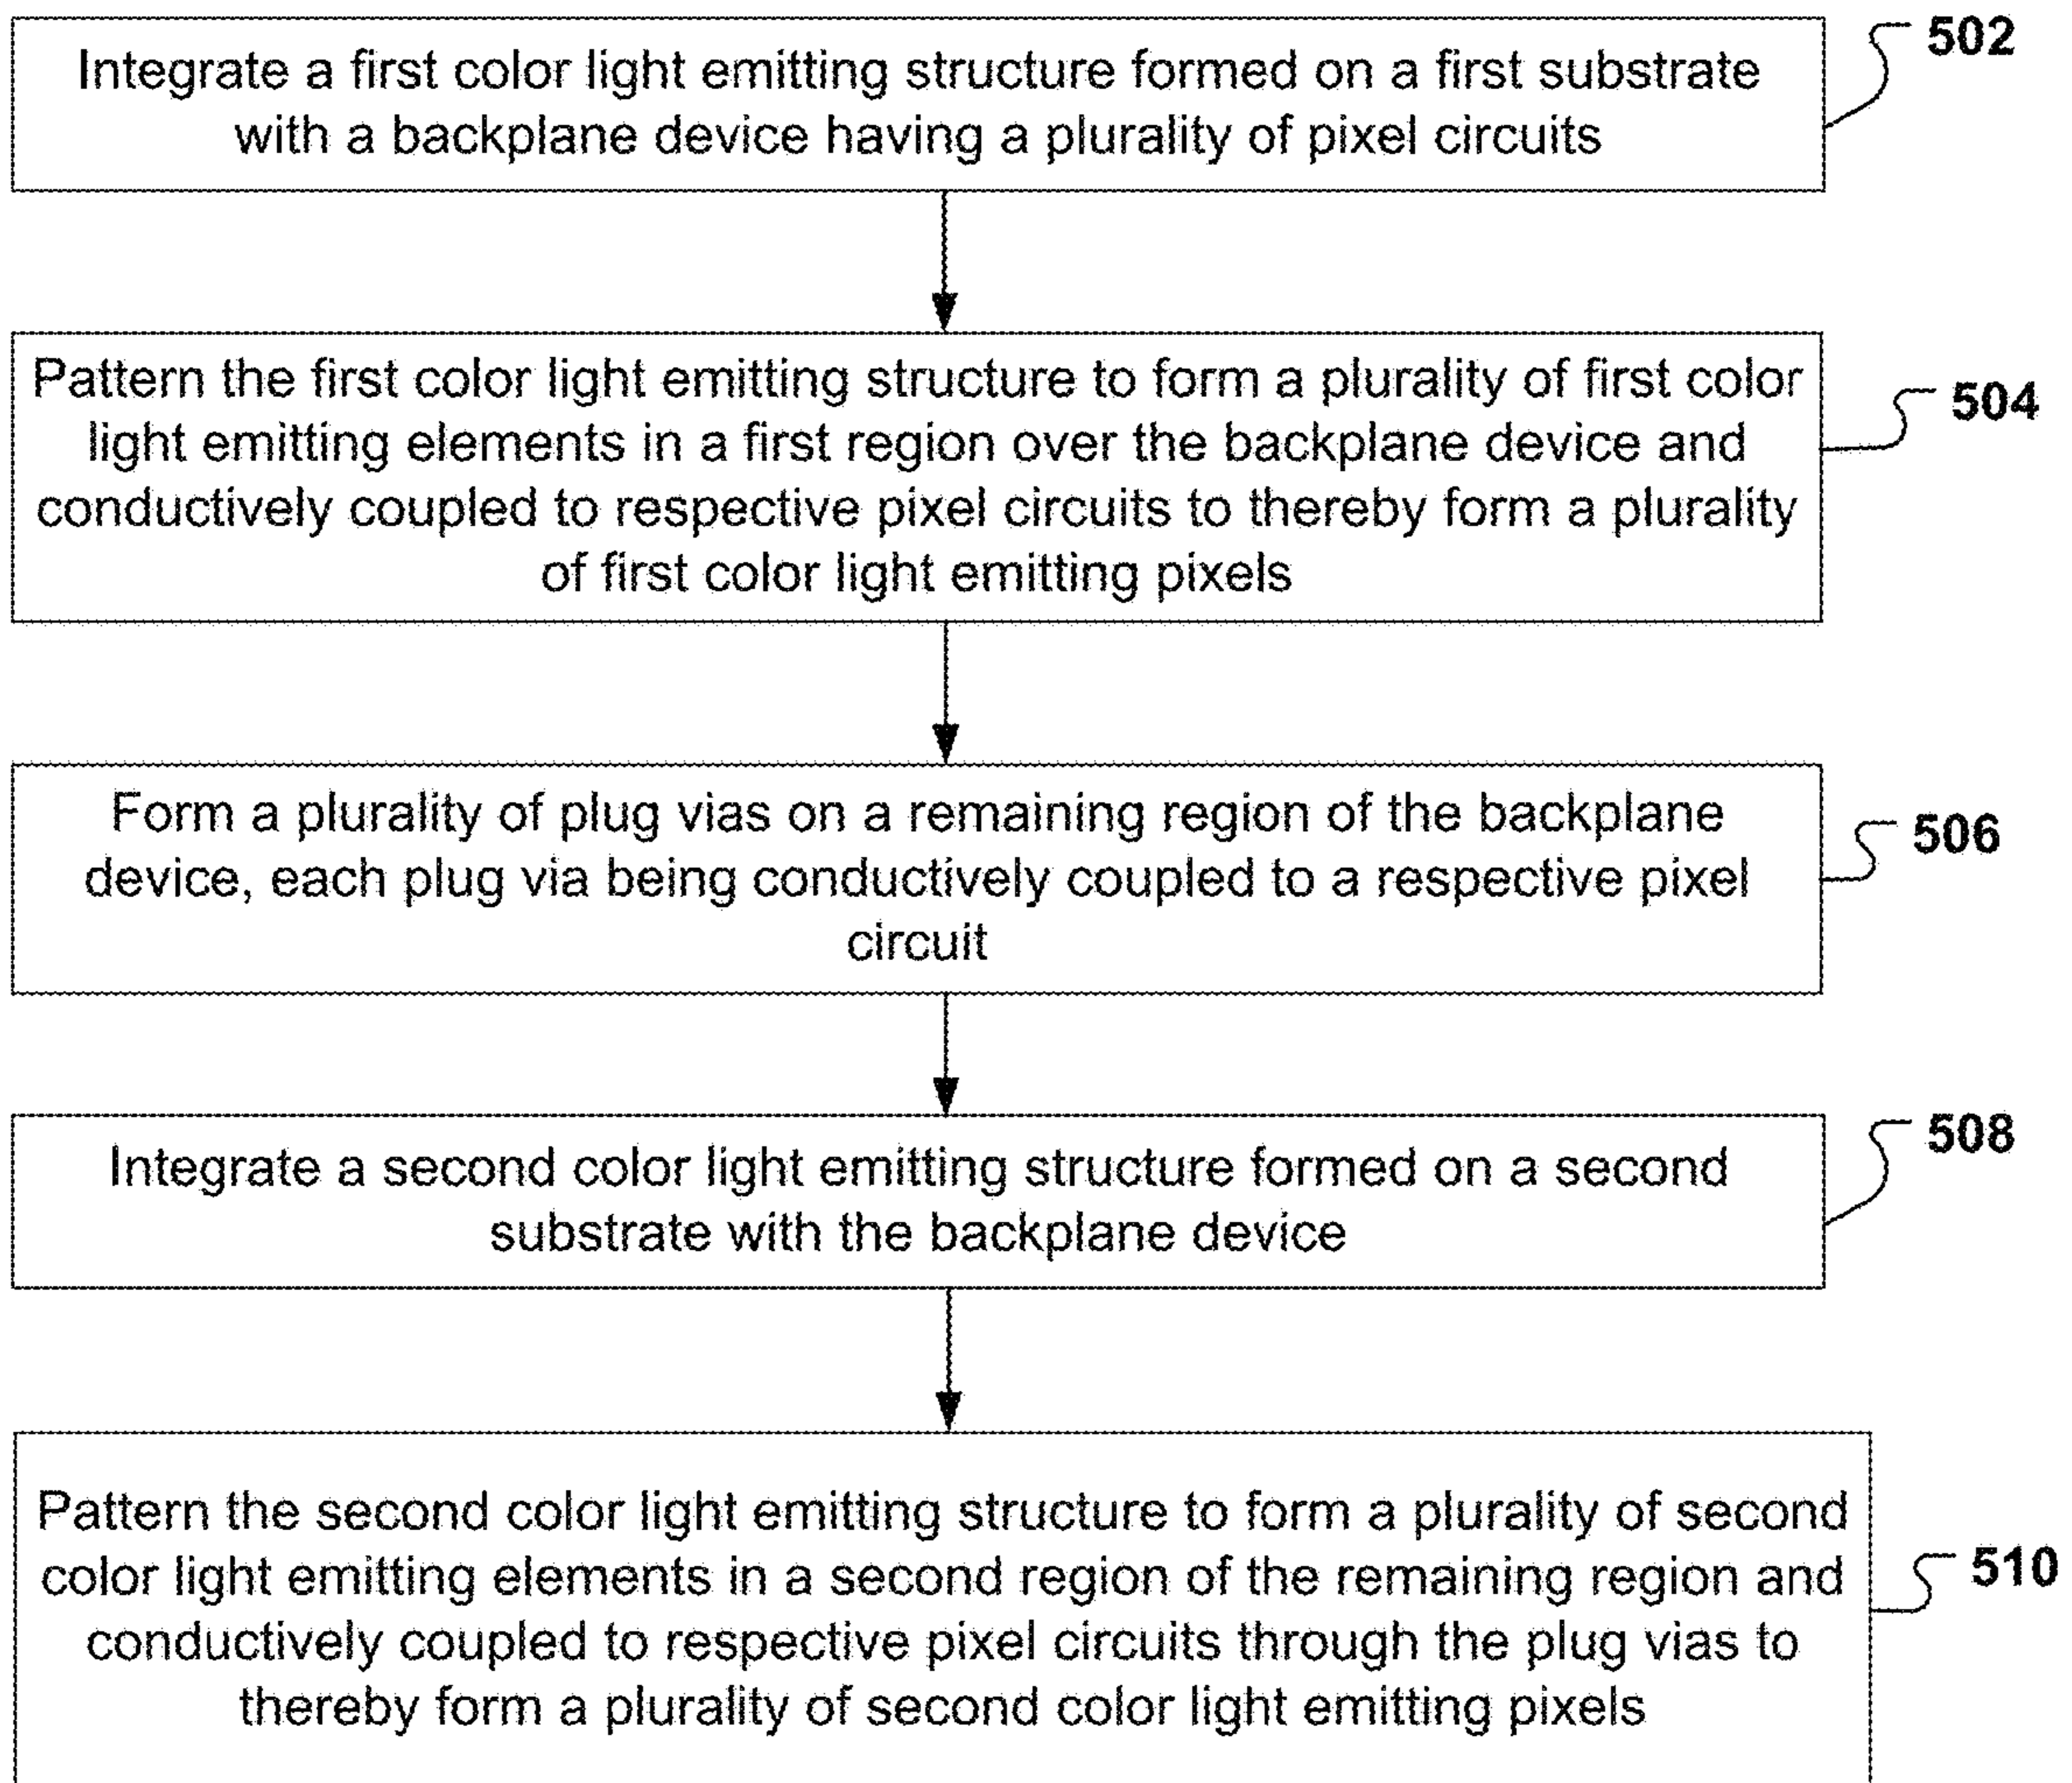 502
Integrate a first color light emitting structure formed on a first substrate
with a backplane device having a plurality of pixel circuits
Pattern the first color light emitting structure to form a plurality of first color
504
light emitting elements in a first region over the backplane device and
conductively coupled to respective pixel circuits to thereby form a plurality
of first color light emitting pixels
Form a plurality of plug vias on a remaining region of the backplane
506
device, each plug via being conductively coupled to a respective pixel
circuit
508
Integrate a second color light emitting structure formed on a second
substrate with the backplane device
Pattern the second color light emitting structure to form a plurality of second
color light emitting elements in a second region of the remaining region and
510
conductively coupled to respective pixel circuits through the plug vias to
thereby form a plurality of second color light emitting pixels